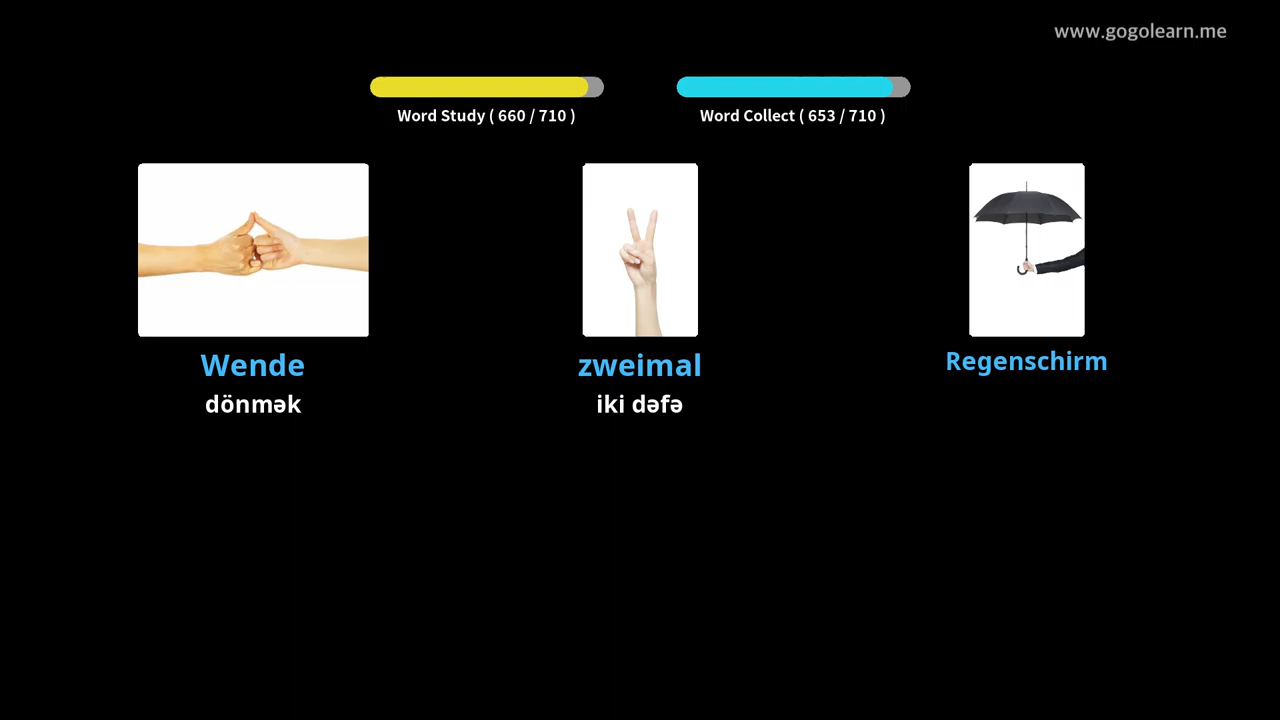 www.gogolearn.me
Word Study ( 660 / 710 )
Word Collect ( 653 / 710 )
Wende
dönmək
zweimal
iki dəfə
Regenschirm